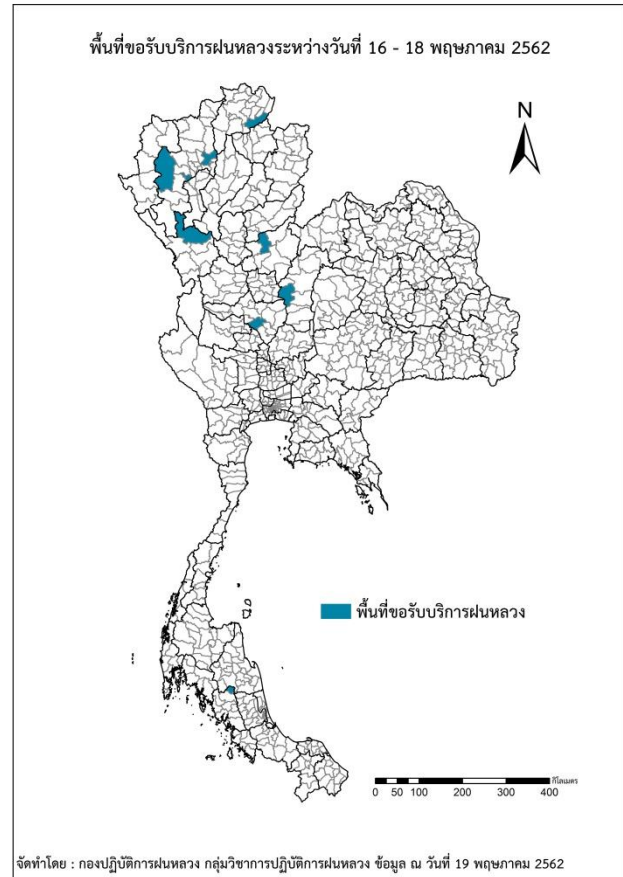 พื้นที่ขอรับบริการฝนหลวงระหว่างวันที่ 16 - 18 พฤษภาคม 2562
N
พื้นที่ขอรับบริการฝนหลวง
กิโลเมตร
0 50 100 200 300 400
จัดทำโดย : กองปฏิบัติการฝนหลวง กลุ่มวิชาการปฏิบัติการฝนหลวง ข้อมูล ณ วันที่ 19 พฤษภาคม 2562